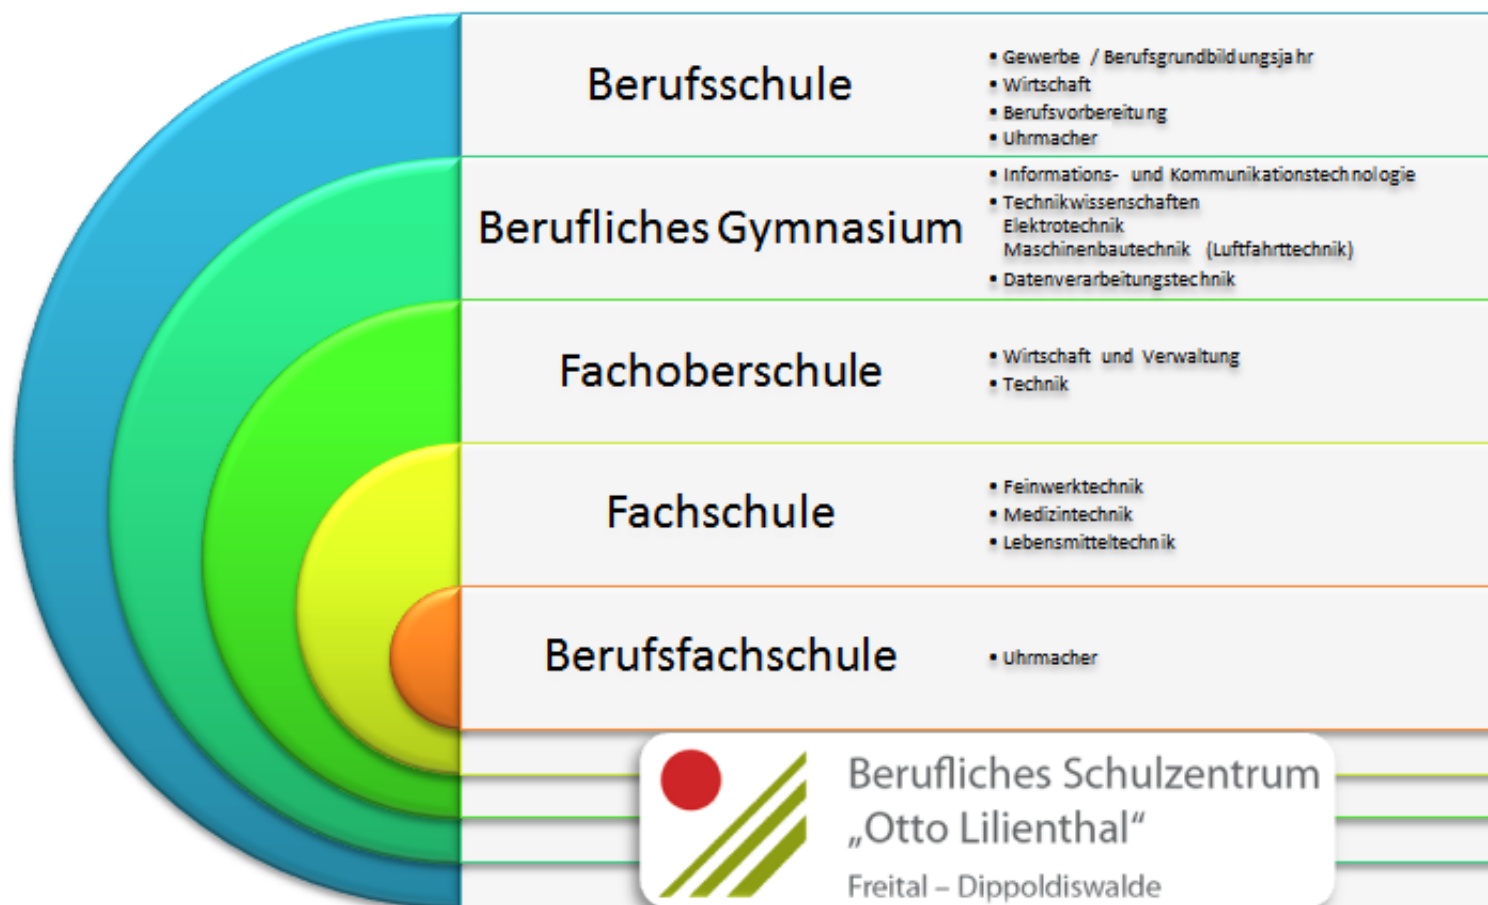 Berufsschule
• Gewerbe / Berufsgrundbildungsjahr
• Wirtschaft
• Berufsvorbereitung
• Uhrmacher
Berufliches Gymnasium
• Informations- und Kommunikationstechnologie
• Technikwissenschaften
Elektrotechnik
Maschinenbautechnik (Luftfahrttechnik)
• Datenverarbeitungstechnik
Fachoberschule
• Wirtschaft und Verwaltung
• Technik
Fachschule
• Feinwerktechnik
• Medizintechnik
• Lebensmitteltechnik
Berufsfachschule
• Uhrmacher
Berufliches Schulzentrum
„Otto Lilienthal“
Freital – Dippoldiswalde